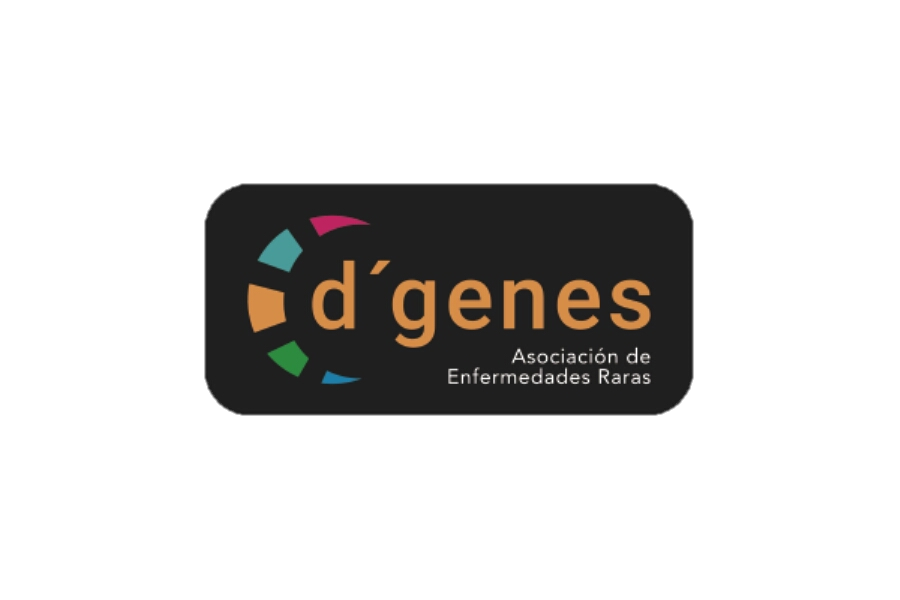 d´genes
Asociación de
Enfermedades Raras